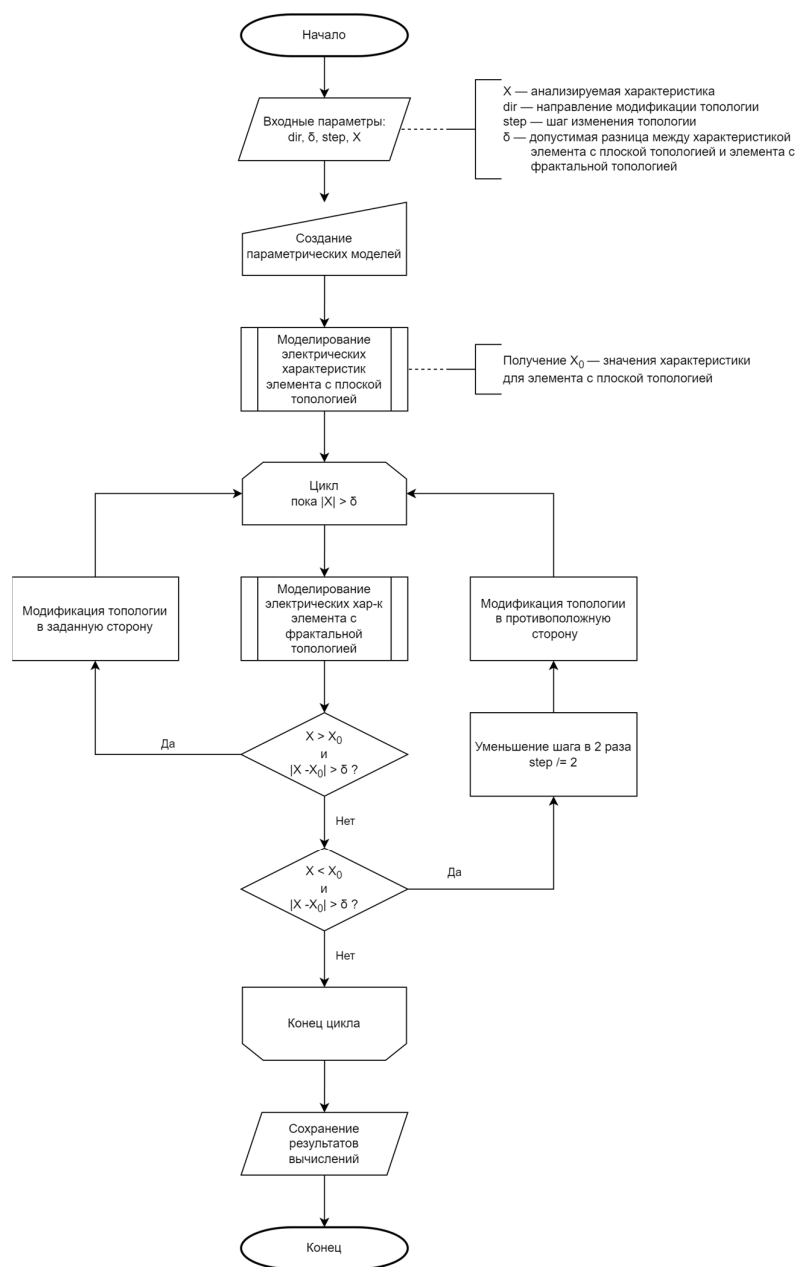 Начало
Входные параметры:
dir, δ, step, X
X — анализируемая характеристика
dir — направление модификации топологии
step — шаг изменения топологии
δ — допустимая разница между характеристикой
элемента с плоской топологией и элемента с
фрактальной топологией
Создание
параметрических моделей
Моделирование
электрических
характеристик
элемента с плоской
топологией
Получение X₀ — значения характеристики
для элемента с плоской топологией
Цикл
пока |X| > δ
Модификация топологии
в заданную сторону
Моделирование
электрических хар-к
элемента с
фрактальной
топологией
Модификация топологии
в противоположную
сторону
Да
X > X₀
и
|X -X₀| > δ ?
Уменьшение шага в 2 раза
step /= 2
Нет
X < X₀
и
|X -X₀| > δ ?
Да
Нет
Конец цикла
Сохранение
результатов
вычислений
Конец